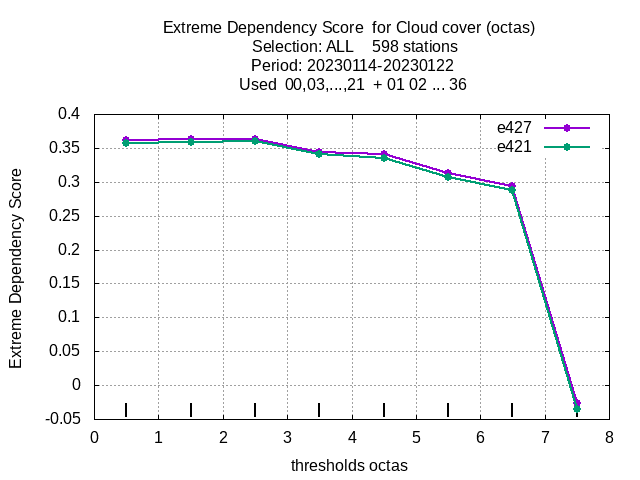 Extreme Dependency Score  for Cloud cover (octas)
Selection: ALL    598 stations
Period: 20230114-20230122
Used  00,03,...,21  + 01 02 ... 36
e427
e421
0.4
0.35
0.3
0.25
0.2
0.15
0.1
0.05
0
-0.05
Extreme Dependency Score
0 1 2 3 4 5 6 7 8
thresholds octas